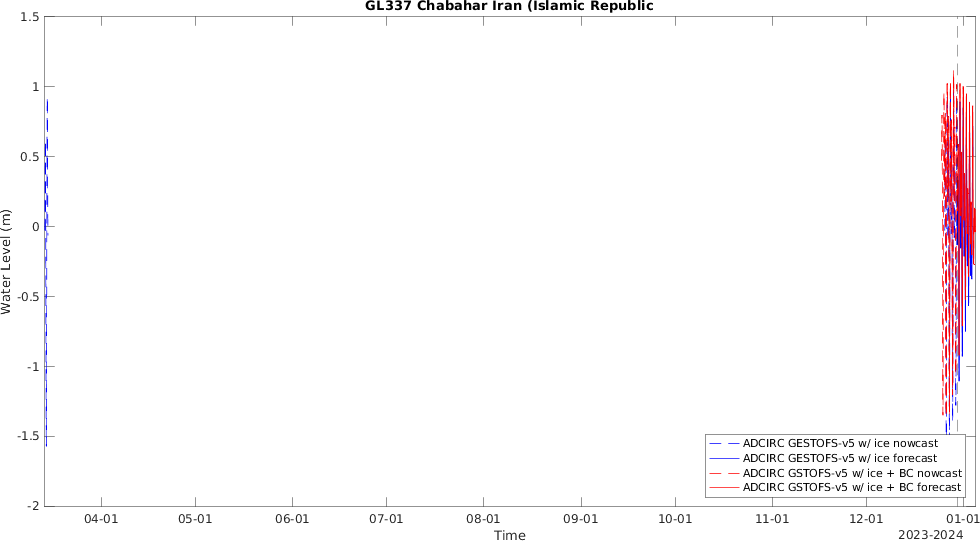 GL337 Chabahar Iran (Islamic Republic
1.5
1
0.5
0
-0.5
-1
-1.5
-2
Water Level (m)
04-01 05-01 06-01 07-01 08-01 09-01 10-01 11-01 12-01 01-01
Time
2023-2024
ADCIRC GESTOFS-v5 w/ ice nowcast
ADCIRC GESTOFS-v5 w/ ice forecast
ADCIRC GSTOFS-v5 w/ ice + BC nowcast
ADCIRC GSTOFS-v5 w/ ice + BC forecast